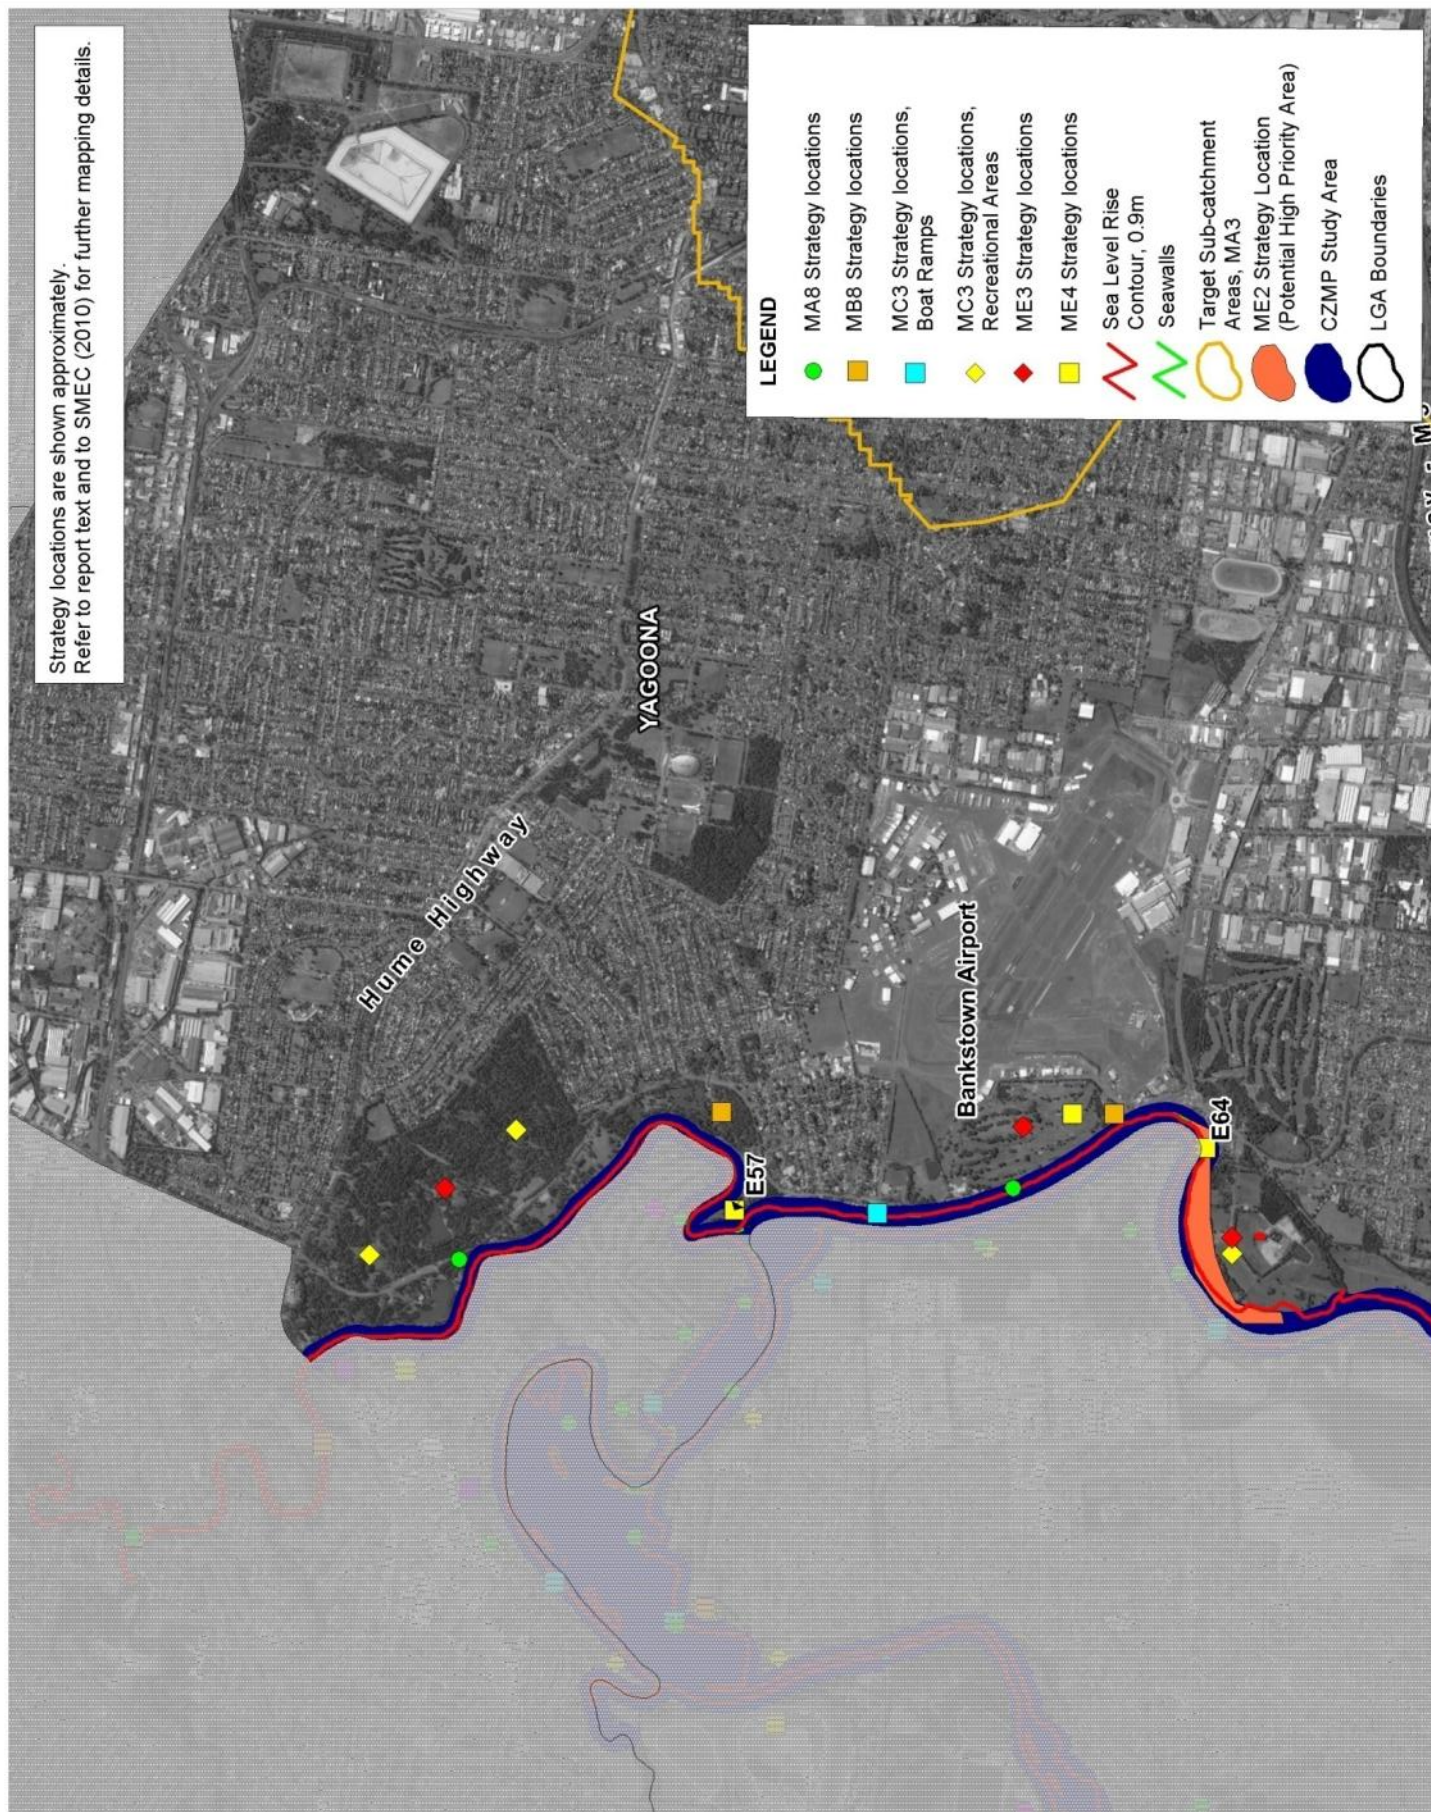 Strategy locations are shown approximately.
Refer to report text and to SMEC (2010) for further mapping details.
Hume Highway
YAGOONA
E57
Bankstown Airport
E64
LEGEND
MA8 Strategy locations
MB8 Strategy locations
MC3 Strategy locations,
Boat Ramps
MC3 Strategy locations,
Recreational Areas
ME3 Strategy locations
ME4 Strategy locations
Sea Level Rise
Contour, 0.9m
Seawalls
Target Sub-catchment
Areas, MA3
ME2 Strategy Location
(Potential High Priority Area)
CZMP Study Area
LGA Boundaries